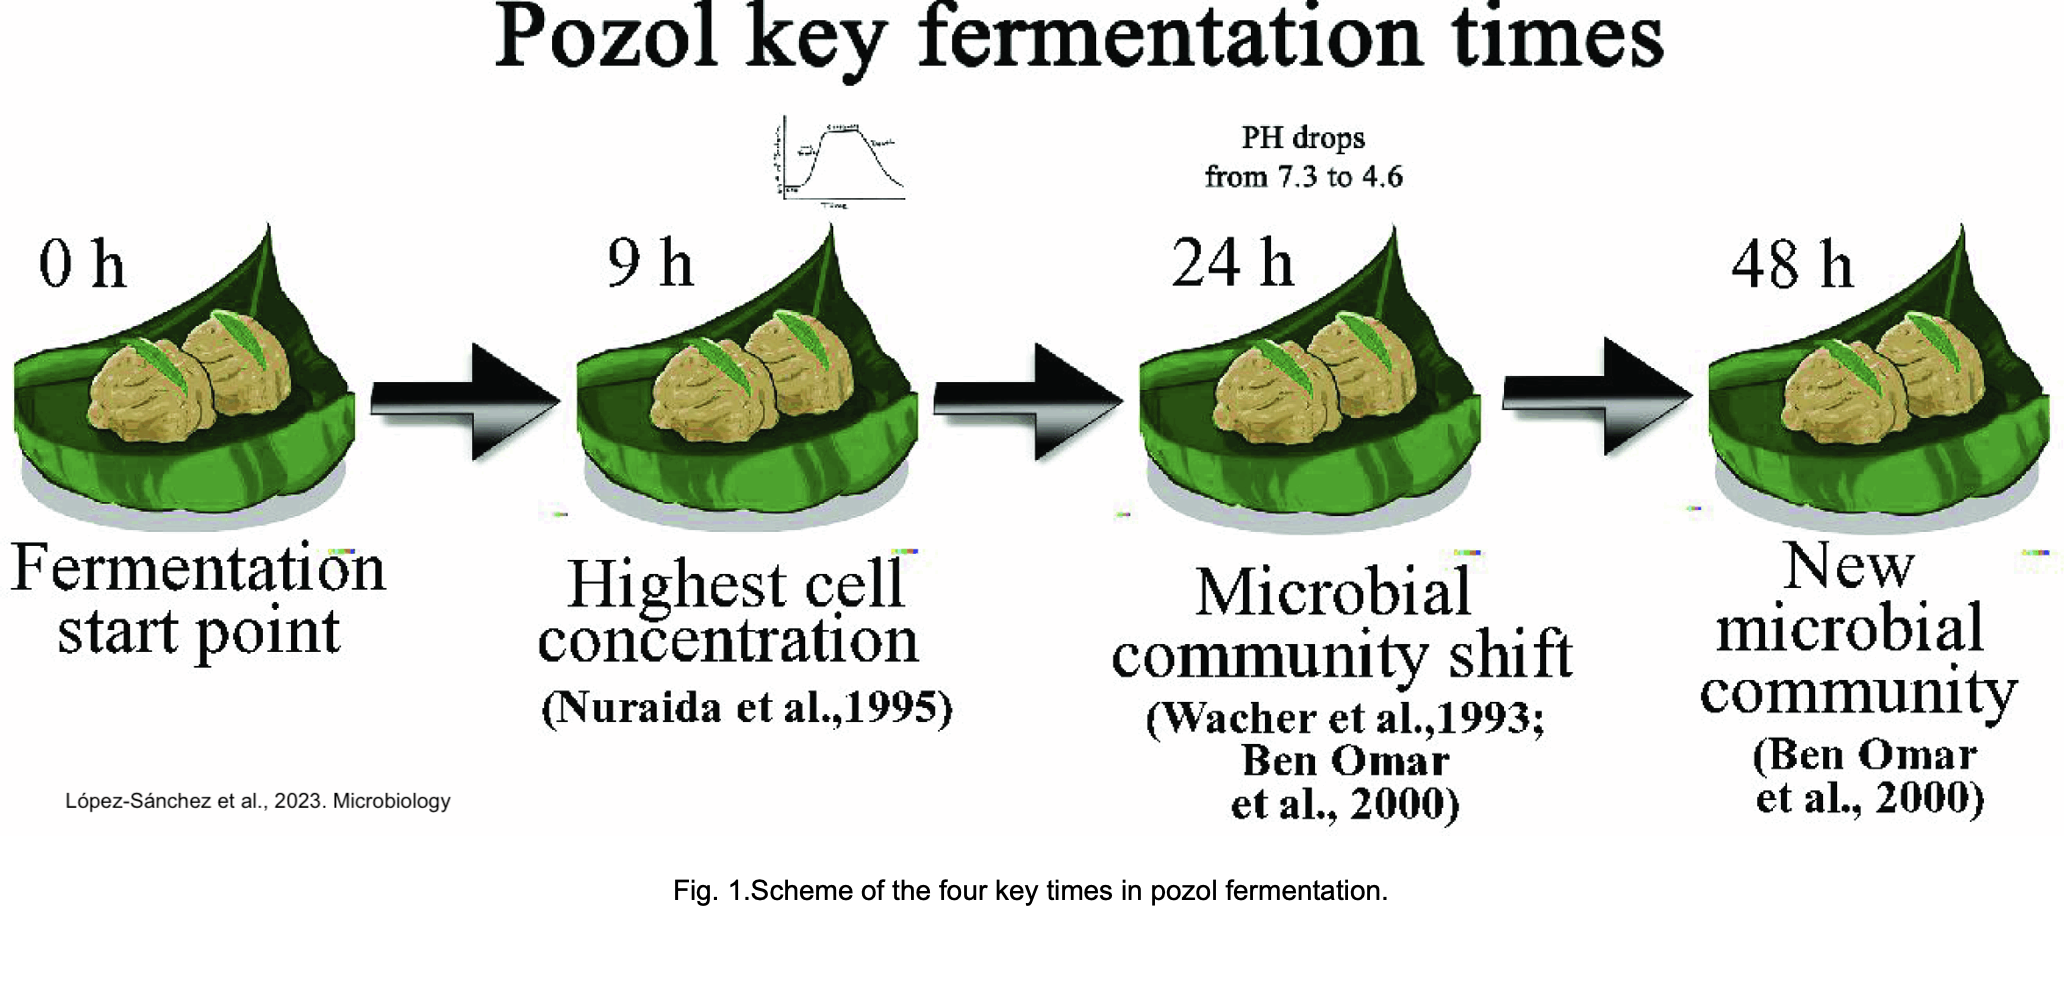 Pozol key fermentation times
Time
PH drops
from 7.3 to 4.6
0 h
9 h
24 h
48 h
Fermentation
start point
Highest cell
concentration
(Nuraida et al.,1995)
Microbial
community shift
(Wacher et al.,1993;
Ben Omar
et al., 2000)
New
microbial
community
(Ben Omar
et al., 2000)
López-Sánchez et al., 2023. Microbiology
Fig. 1.Scheme of the four key times in pozol fermentation.